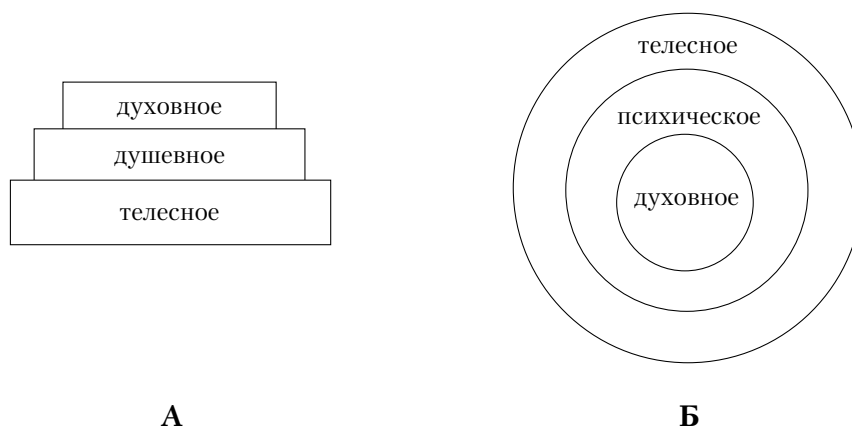 духовное
душевное
телесное
А
телесное
психическое
духовное
Б